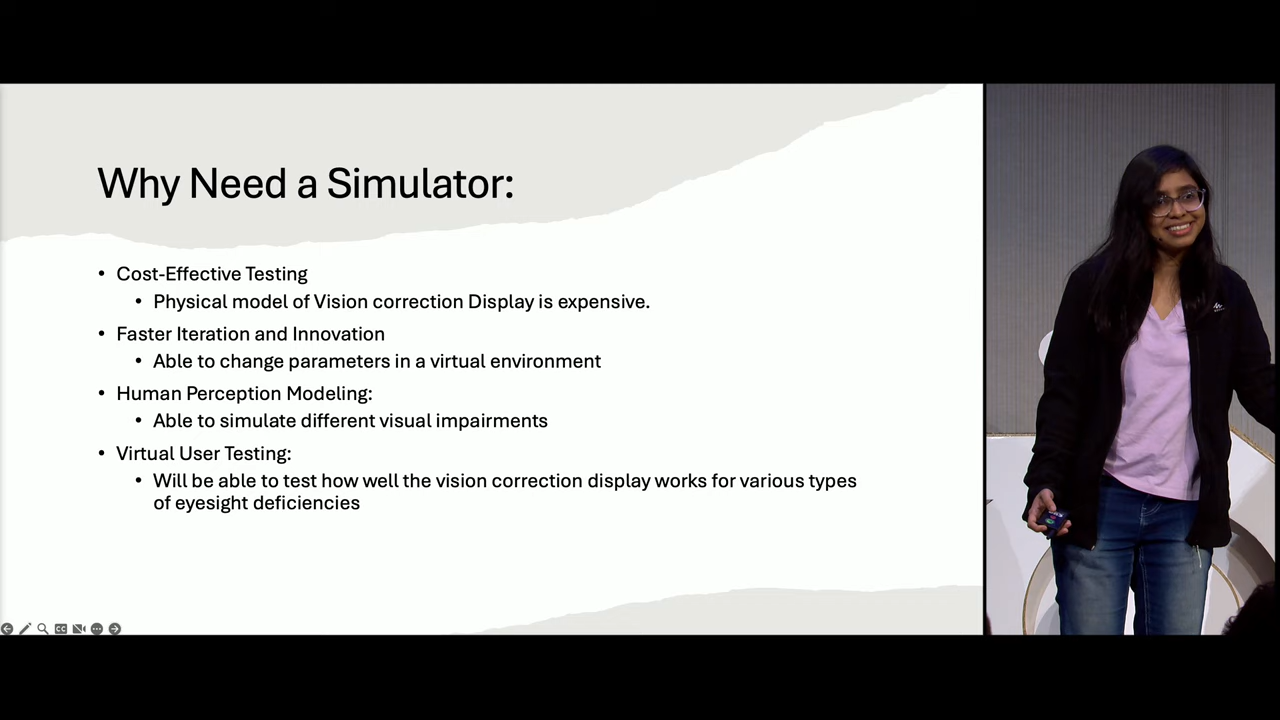 Why Need a Simulator:
• Cost-Effective Testing
• Physical model of Vision correction Display is expensive.
• Faster Iteration and Innovation
• Able to change parameters in a virtual environment
• Human Perception Modeling:
• Able to simulate different visual impairments
• Virtual User Testing:
• Will be able to test how well the vision correction display works for various types
of eyesight deficiencies
CC